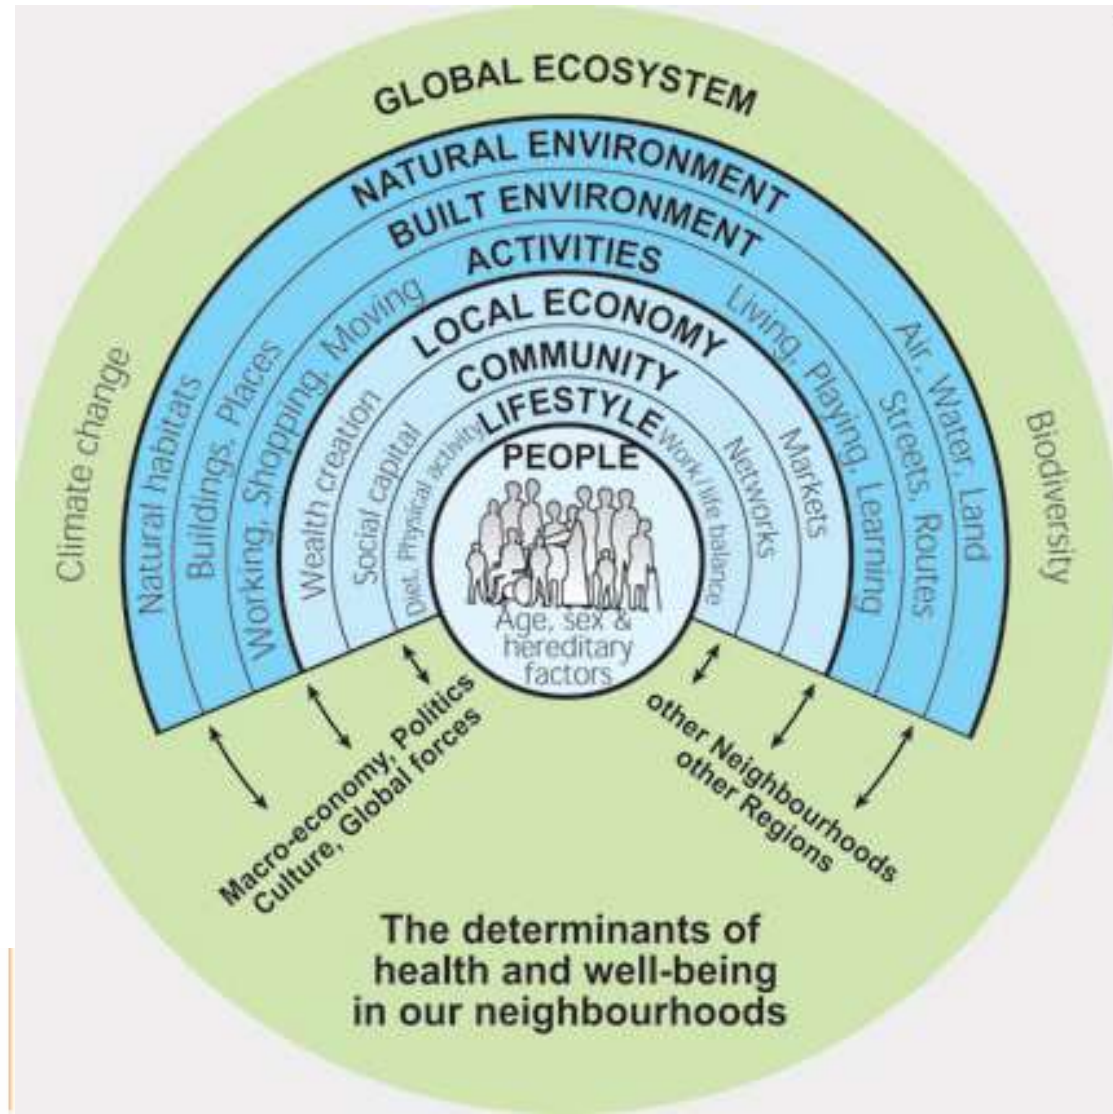 GLOBAL ECOSYSTEM
NATURAL ENVIRONMENT
BUILT ENVIRONMENT
ACTIVITIES
LOCAL ECONOMY
COMMUNITY
LIFESTYLE
PEOPLE
Age, sex &
hereditary
factors
Climate change
Biodiversity
Natural habitats
Air, Water, Land
Buildings, Places
Streets, Routes
Working, Shopping, Moving
Living, Playing, Learning
Wealth creation
Markets
Social capital
Networks
Diet, Physical activity
Work/life balance
Macro-economy, Politics
Culture, Global forces
other Neighbourhoods
other Regions
The determinants of
health and well-being
in our neighbourhoods